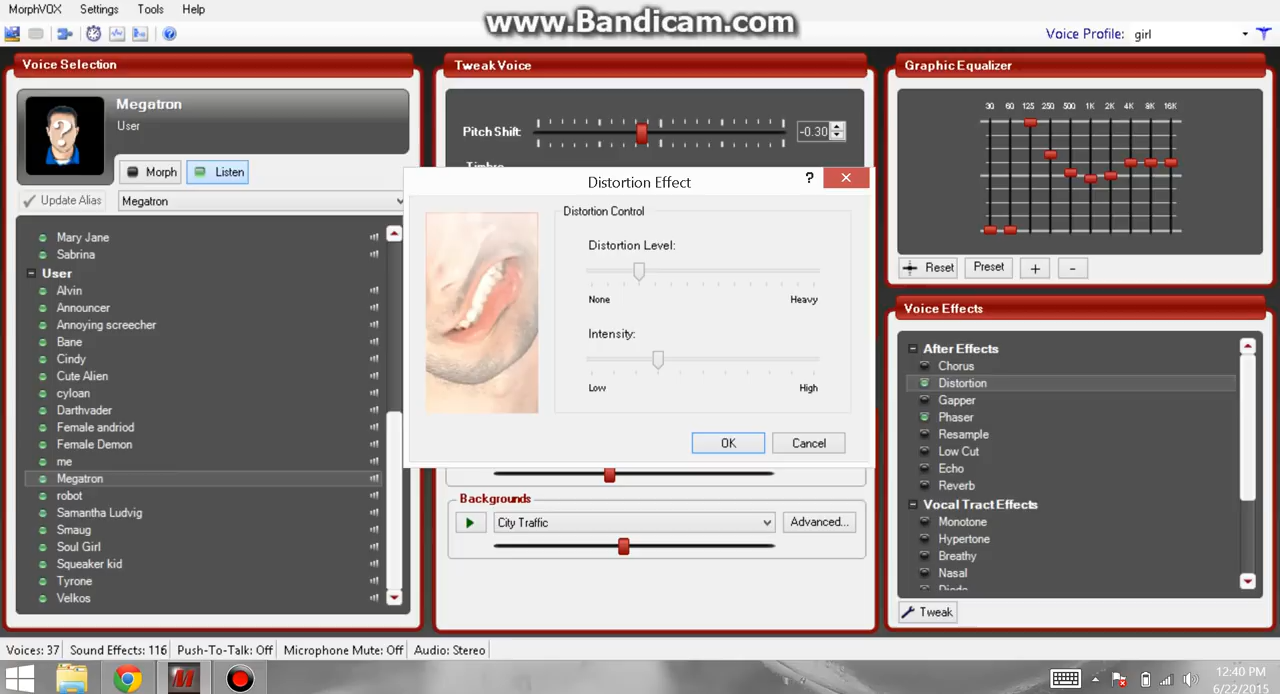 MorphVOX Settings Tools Help
www.Bandicam.com
Voice Profile: girl
Voice Selection
Megatron
User
Morph Listen
Update Alias Megatron
Mary Jane
Sabrina
User
Alvin
Announcer
Annoying screecher
Bane
Cindy
Cute Alien
cyloan
Darthvader
Female andriod
Female Demon
me
Megatron
robot
Samantha Ludvig
Smaug
Soul Girl
Squeaker kid
Tyrone
Velkos
Tweak Voice
Pitch Shift: -0.30
Timbre
Distortion Effect
?
Distortion Control
Distortion Level:
None Heavy
Intensity:
Low High
OK Cancel
Backgrounds
City Traffic Advanced...
Graphic Equalizer
30 60 125 250 500 1K 2K 4K 8K 16K
Reset Preset + -
Voice Effects
After Effects
Chorus
Distortion
Gapper
Phaser
Resample
Low Cut
Echo
Reverb
Vocal Tract Effects
Monotone
Hypertone
Breathy
Nasal
Tweak
Voices: 37 Sound Effects: 116 Push-To-Talk: Off Microphone Mute: Off Audio: Stereo
12:40 PM
6/22/2015